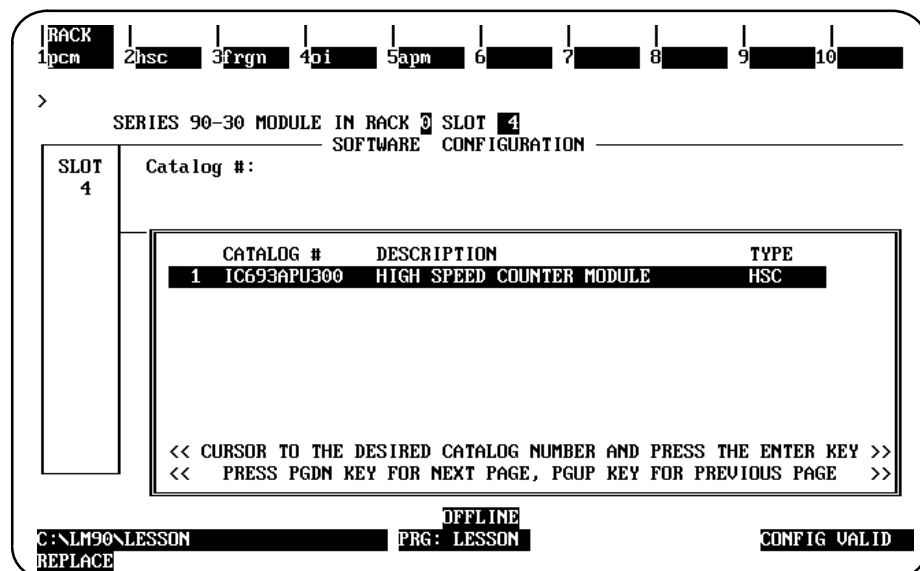 |RACK | | | | | | | | |
1pcm 2hsc 3frgn 4oi 5apm 6 7 8 9 10
>
SERIES 90-30 MODULE IN RACK 0 SLOT 4
SOFTWARE CONFIGURATION
SLOT Catalog #:
4
CATALOG # DESCRIPTION TYPE
1 IC693APU300 HIGH SPEED COUNTER MODULE HSC
<< CURSOR TO THE DESIRED CATALOG NUMBER AND PRESS THE ENTER KEY >>
<< PRESS PGDN KEY FOR NEXT PAGE, PGUP KEY FOR PREVIOUS PAGE >>
OFFLINE
C:\LM90\LESSON PRG: LESSON CONFIG VALID
REPLACE